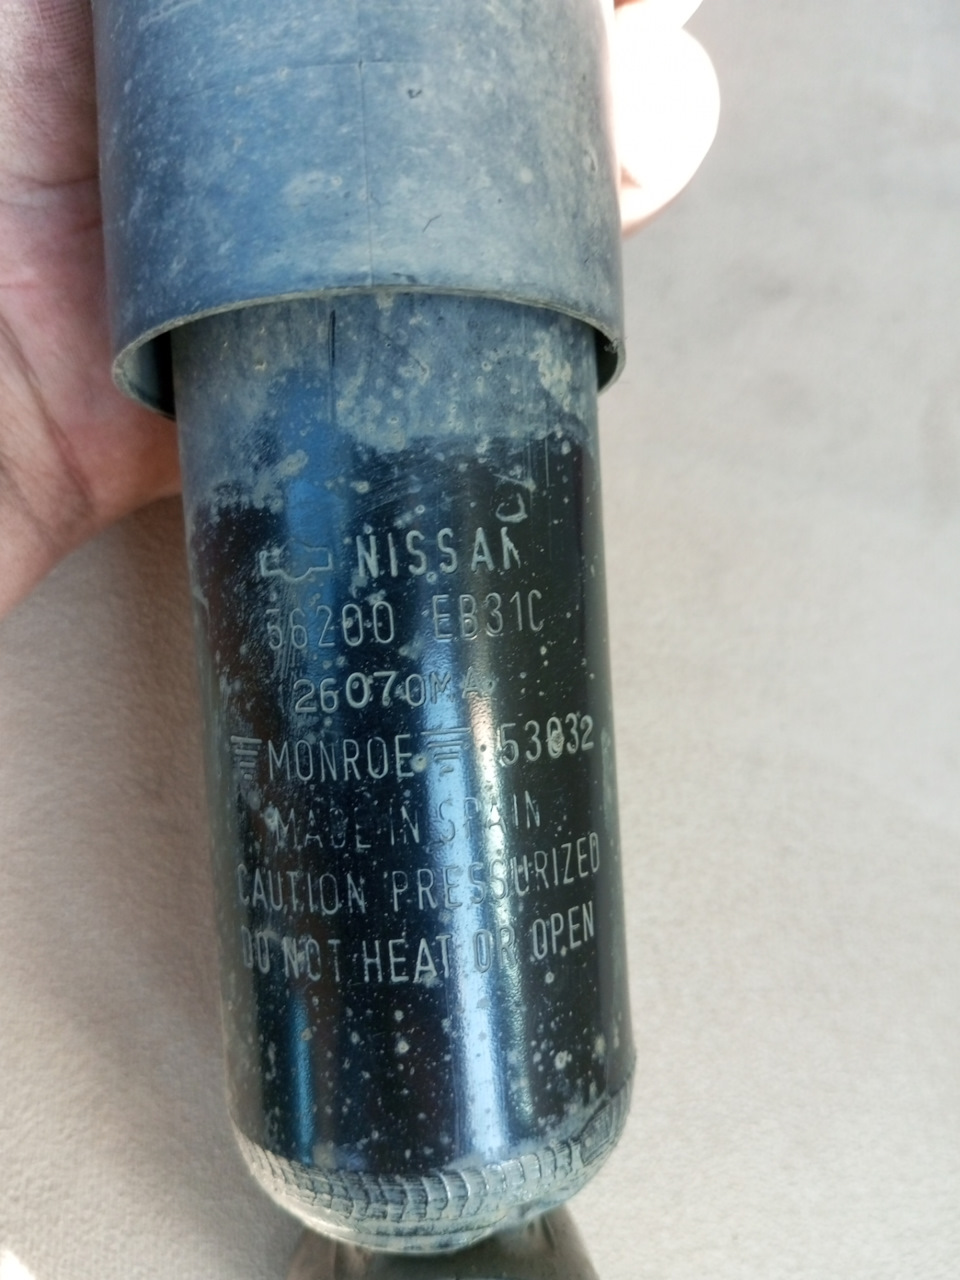 NISSAN
56200 EB31C
26070MA
MONROE 53032
MADE IN SPAIN
CAUTION PRESSURIZED
DO NOT HEAT OR OPEN